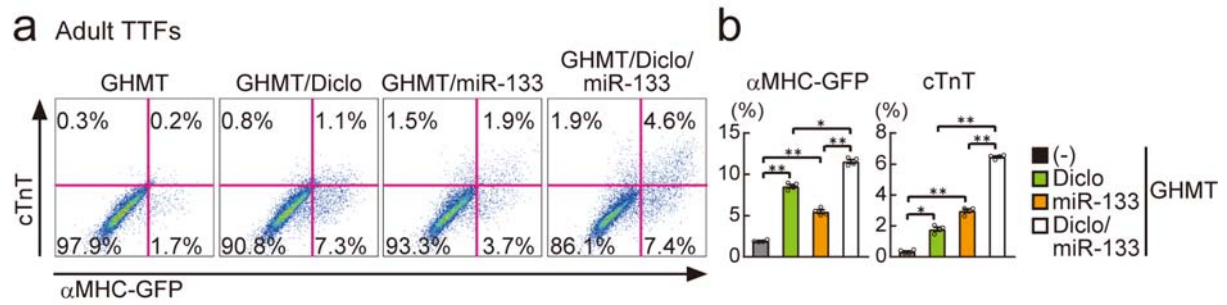 a Adult TTFs
GHMT
GHMT/Diclo
GHMT/miR-133
GHMT/Diclo/
miR-133
cTnT
0.3% 0.2%
97.9% 1.7%
0.8% 1.1%
90.8% 7.3%
1.5% 1.9%
93.3% 3.7%
1.9% 4.6%
86.1% 7.4%
αMHC-GFP
b
αMHC-GFP
(%)
15
10
5
0
** ** * **
cTnT
(%)
8
6
4
2
0
* ** ** **
(-)
Diclo
miR-133
Diclo/
miR-133
GHMT